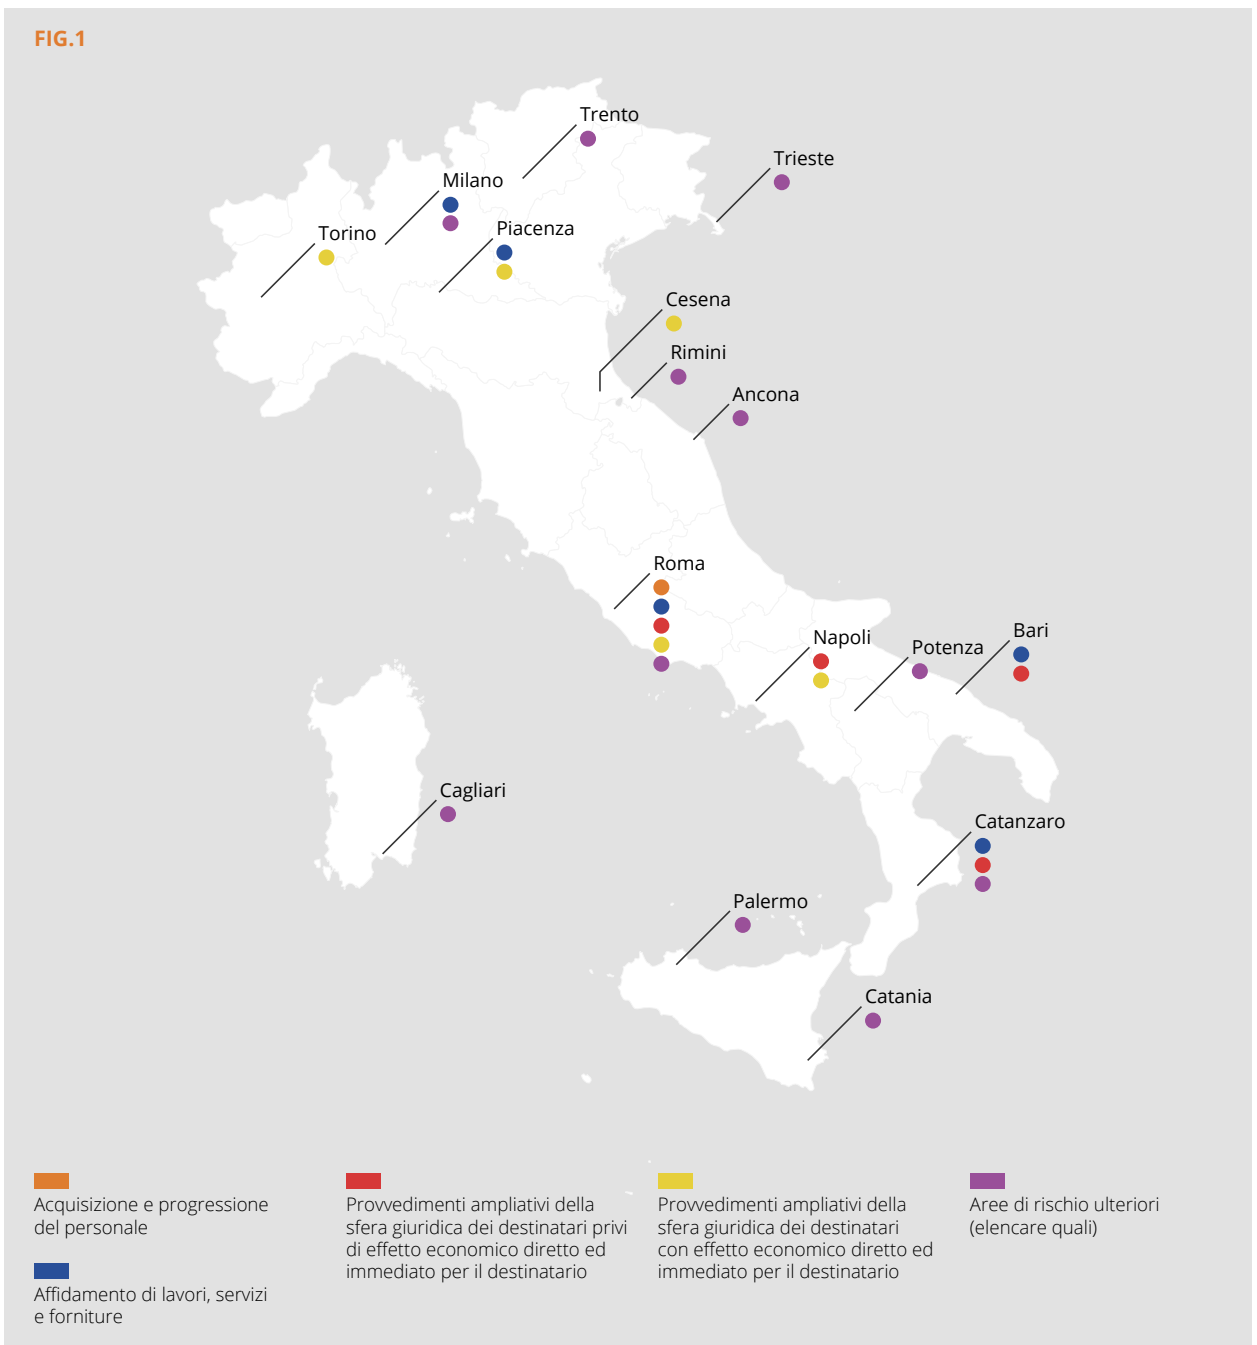 FIG.1
Trento
Trieste
Milano
Piacenza
Torino
Cesena
Rimini
Ancona
Roma
Napoli
Potenza
Bari
Cagliari
Catanzaro
Palermo
Catania
Acquisizione e progressione
del personale
Affidamento di lavori, servizi
e forniture
Provvedimenti ampliativi della
sfera giuridica dei destinatari privi
di effetto economico diretto ed
immediato per il destinatario
Provvedimenti ampliativi della
sfera giuridica dei destinatari
con effetto economico diretto ed
immediato per il destinatario
Aree di rischio ulteriori
(elencare quali)